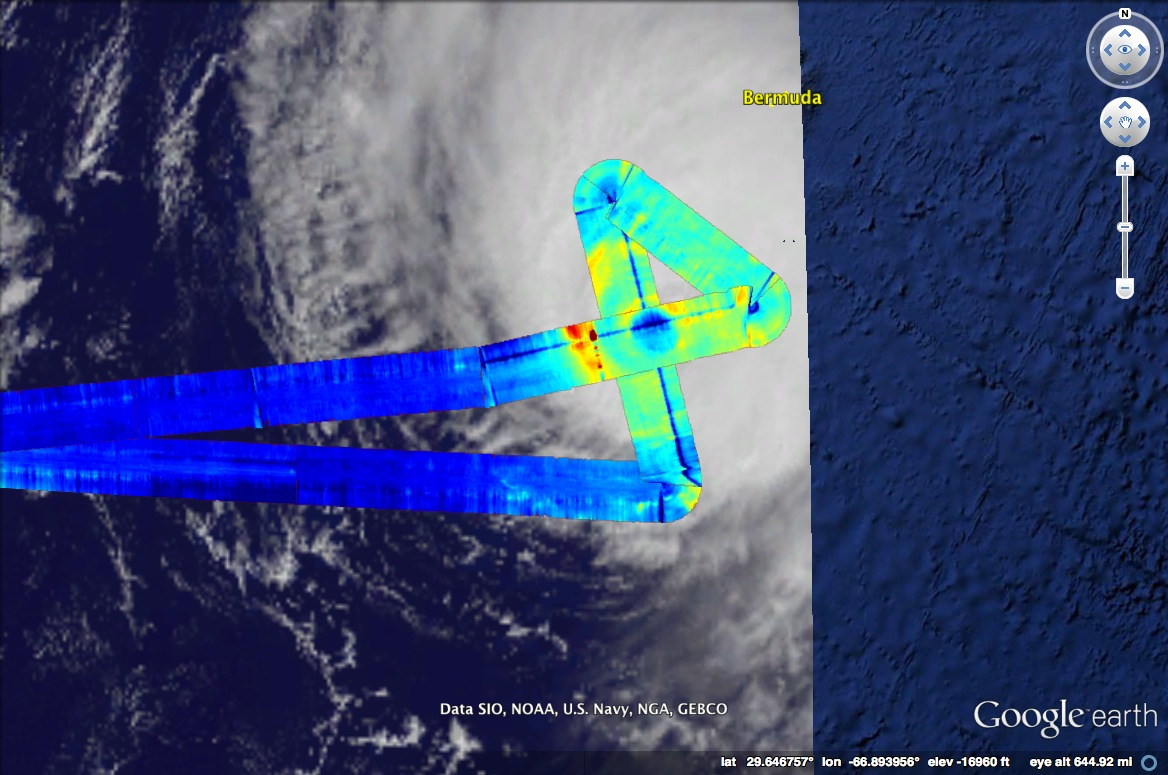 N
Bermuda
Data SIO, NOAA, U.S. Navy, NGA, GEBCO
Google earth
lat 29.646757° lon -66.893956° elev -16960 ft eye alt 644.92 mi